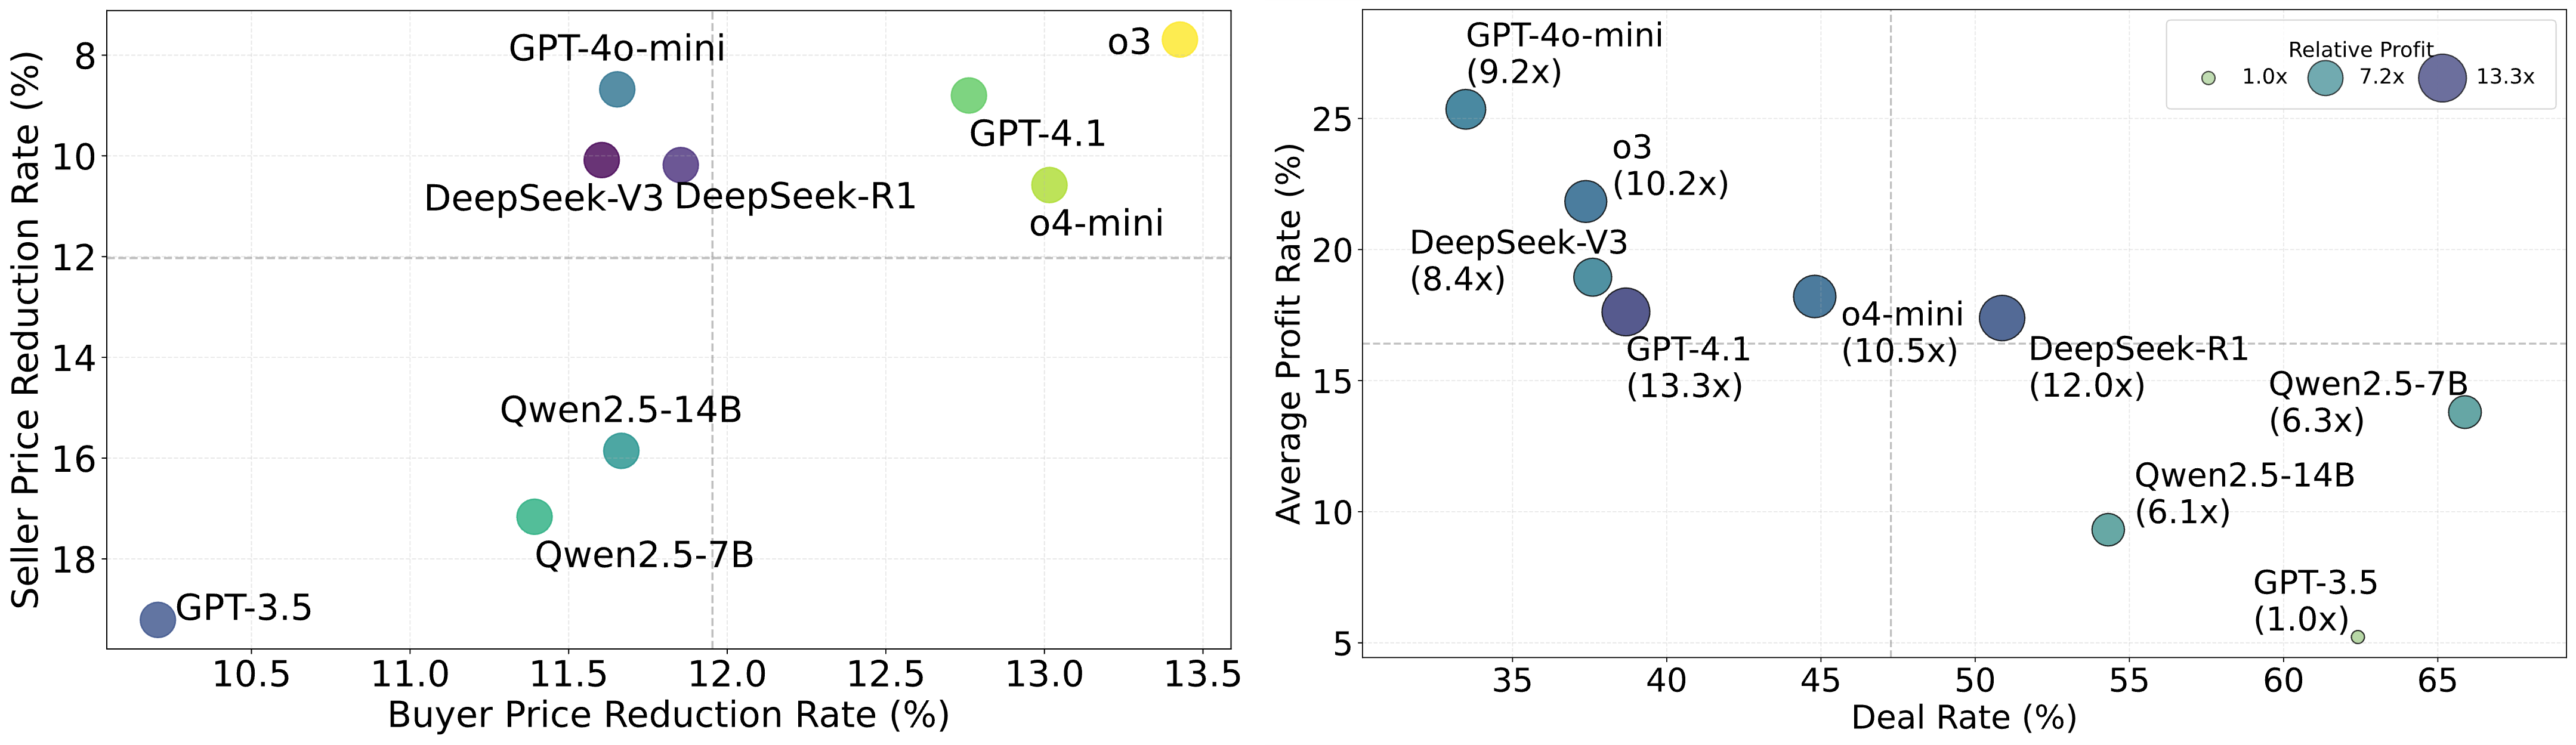 Seller Price Reduction Rate (%)
8
10
12
14
16
18
GPT-4o-mini
o3
GPT-4.1
DeepSeek-V3
DeepSeek-R1
o4-mini
Qwen2.5-14B
Qwen2.5-7B
GPT-3.5
10.5
11.0
11.5
12.0
12.5
13.0
13.5
Buyer Price Reduction Rate (%)
Average Profit Rate (%)
25
20
15
10
5
GPT-4o-mini
(9.2x)
o3
(10.2x)
DeepSeek-V3
(8.4x)
GPT-4.1
(13.3x)
o4-mini
(10.5x)
DeepSeek-R1
(12.0x)
Qwen2.5-7B
(6.3x)
Qwen2.5-14B
(6.1x)
GPT-3.5
(1.0x)
Relative Profit
1.0x
7.2x
13.3x
35
40
45
50
55
60
65
Deal Rate (%)